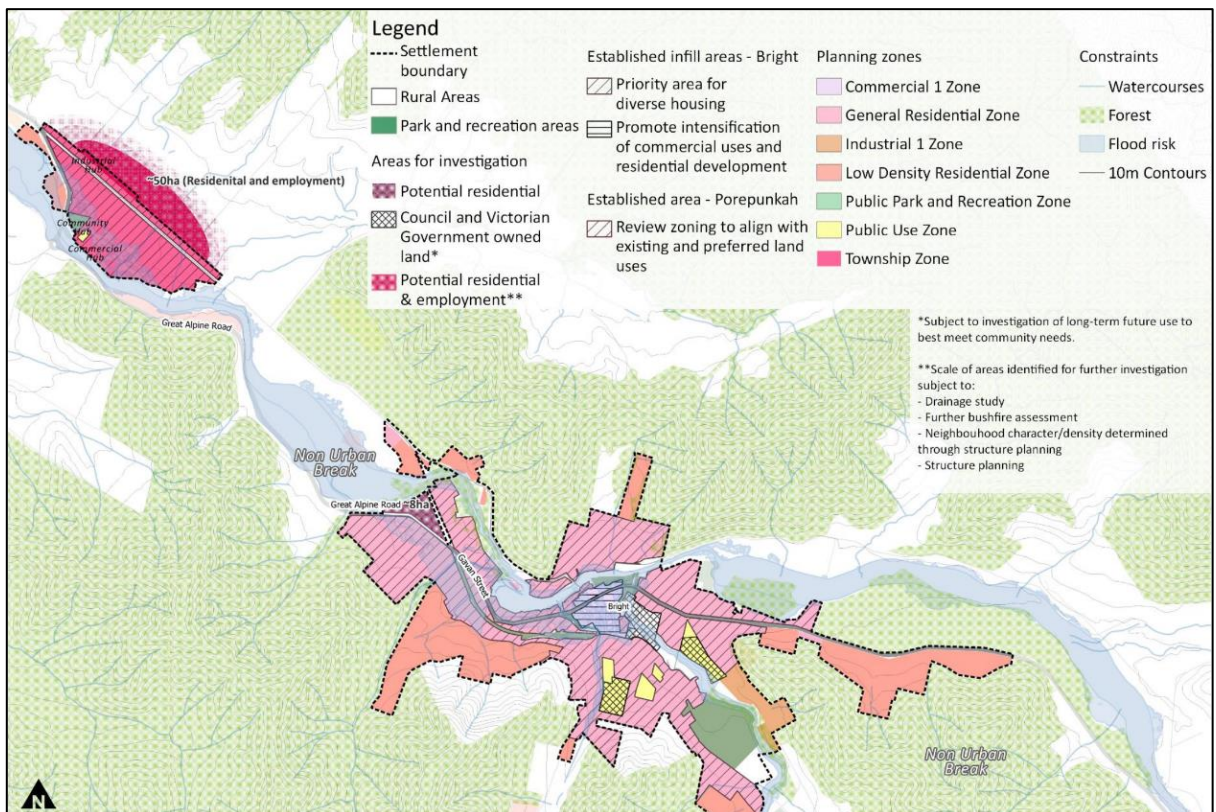 Legend
Settlement
boundary
Rural Areas
Park and recreation areas
Areas for investigation
Potential residential
Council and Victorian
Government owned
land*
Potential residential
& employment**
Established infill areas - Bright
Priority area for
diverse housing
Promote intensification
of commercial uses and
residential development
Established area - Porepunkah
Review zoning to align with
existing and preferred land
uses
Planning zones
Commercial 1 Zone
General Residential Zone
Industrial 1 Zone
Low Density Residential Zone
Public Park and Recreation Zone
Public Use Zone
Township Zone
Constraints
Watercourses
Forest
Flood risk
10m Contours
*Subject to investigation of long-term future use to
best meet community needs.
**Scale of areas identified for further investigation
subject to:
- Drainage study
- Further bushfire assessment
- Neighbouhood character/density determined
through structure planning
- Structure planning
Industrial
Hub
~50ha (Residenital and employment)
Community
Hub
Commercial
Hub
Great Alpine Road
Non Urban
Break
Great Alpine Road
~8ha
Gavan Street
Bright
Non Urban
Break
N